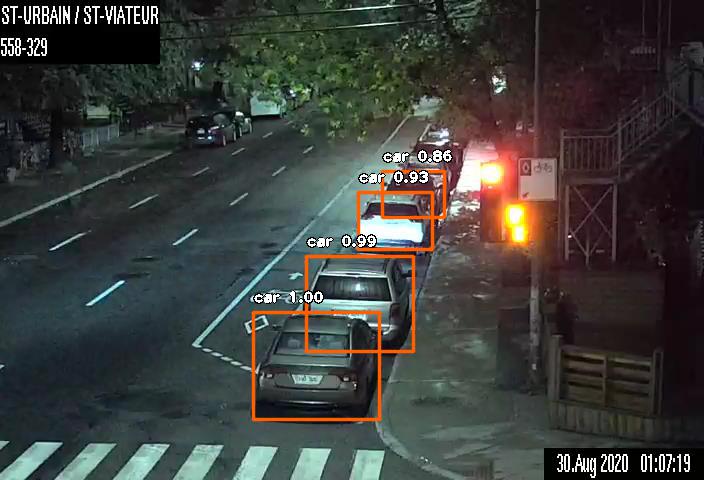 ST-URBAIN / ST-VIATEUR
558-329
car 0.86
car 0.93
car 0.99
car 1.00
30.Aug 2020 01:07:19